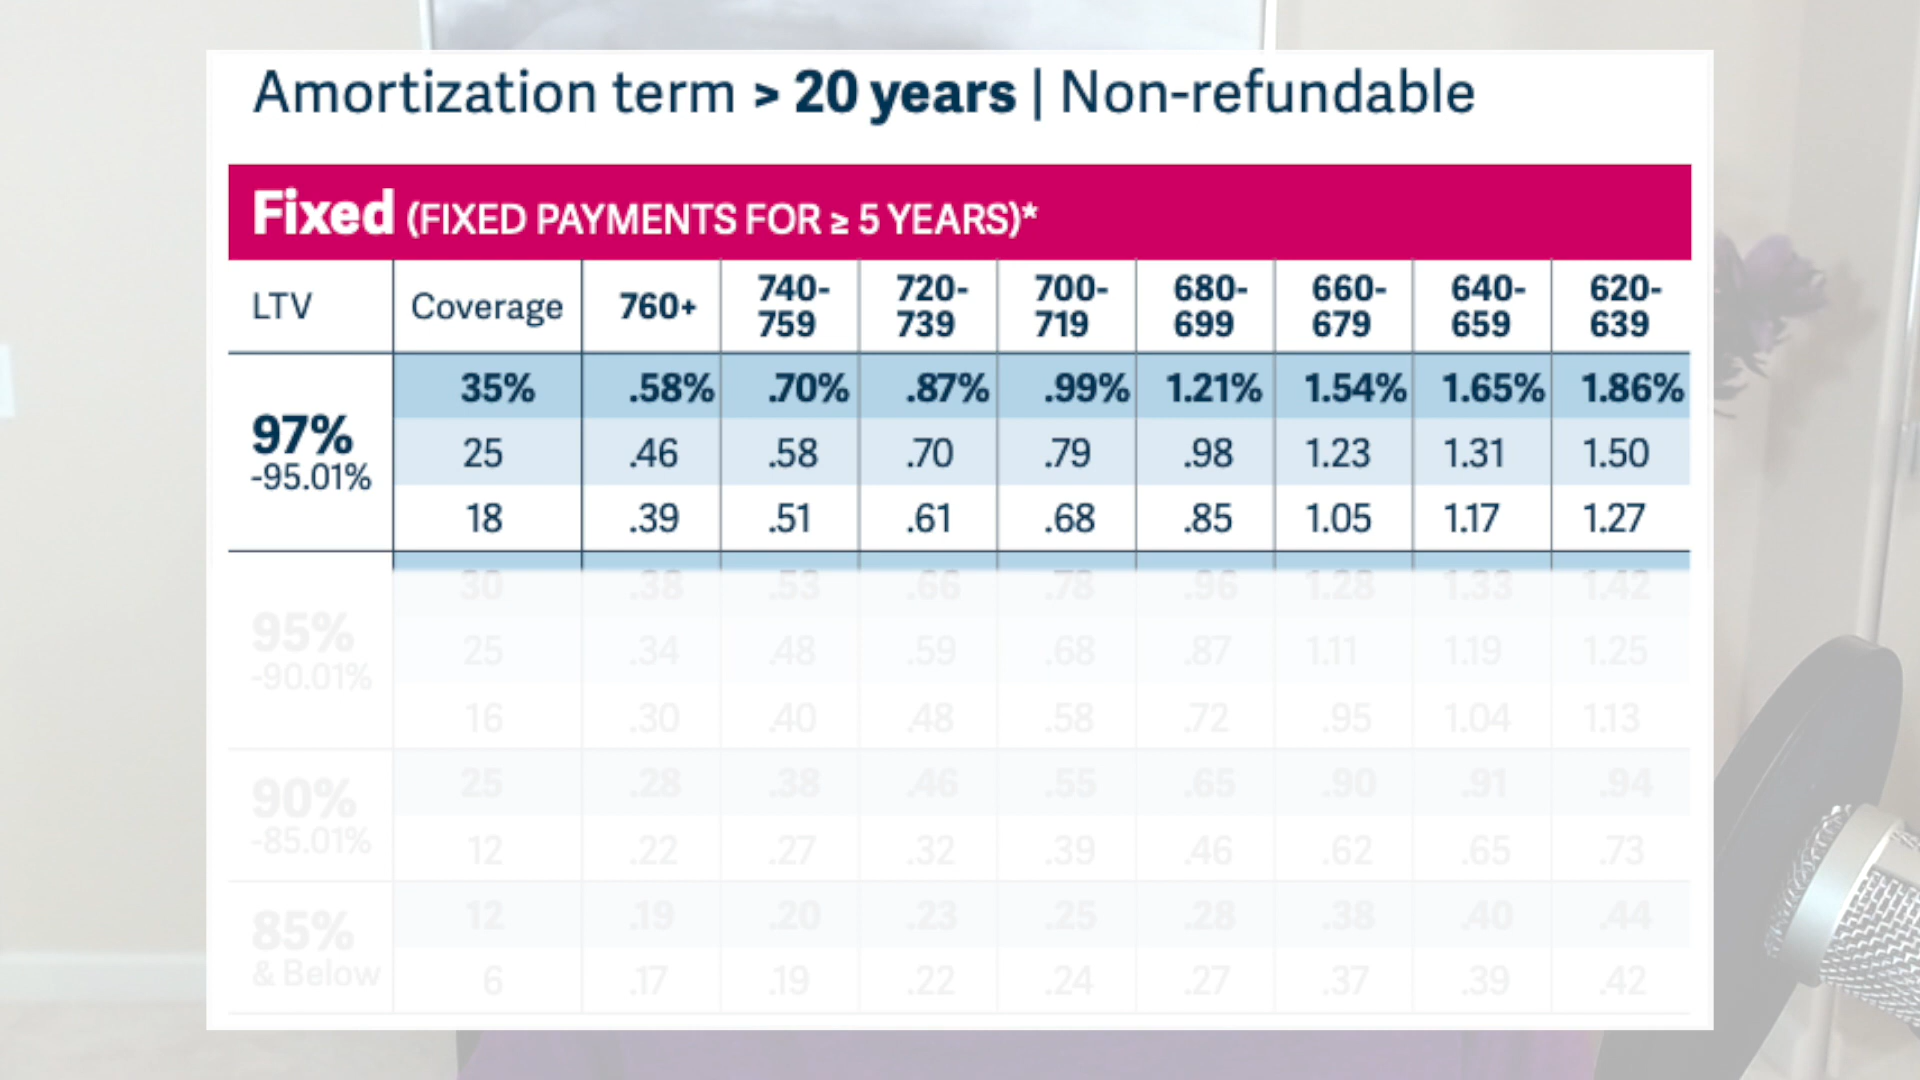 Amortization term > 20 years | Non-refundable
Fixed (FIXED PAYMENTS FOR ≥ 5 YEARS)*
LTV Coverage 760+ 740-759 720-739 700-719 680-699 660-679 640-659 620-639
97% -95.01%
35% .58% .70% .87% .99% 1.21% 1.54% 1.65% 1.86%
25 .46 .58 .70 .79 .98 1.23 1.31 1.50
18 .39 .51 .61 .68 .85 1.05 1.17 1.27
95% -90.01%
30 .38 .53 .66 .78 .96 1.28 1.33 1.42
25 .34 .48 .59 .68 .87 1.11 1.19 1.25
16 .30 .40 .48 .58 .72 .95 1.04 1.13
90% -85.01%
25 .28 .38 .46 .55 .65 .90 .91 .94
12 .22 .27 .32 .39 .46 .62 .65 .73
85% & Below
12 .19 .20 .23 .25 .28 .38 .40 .44
6 .17 .19 .22 .24 .27 .37 .39 .42